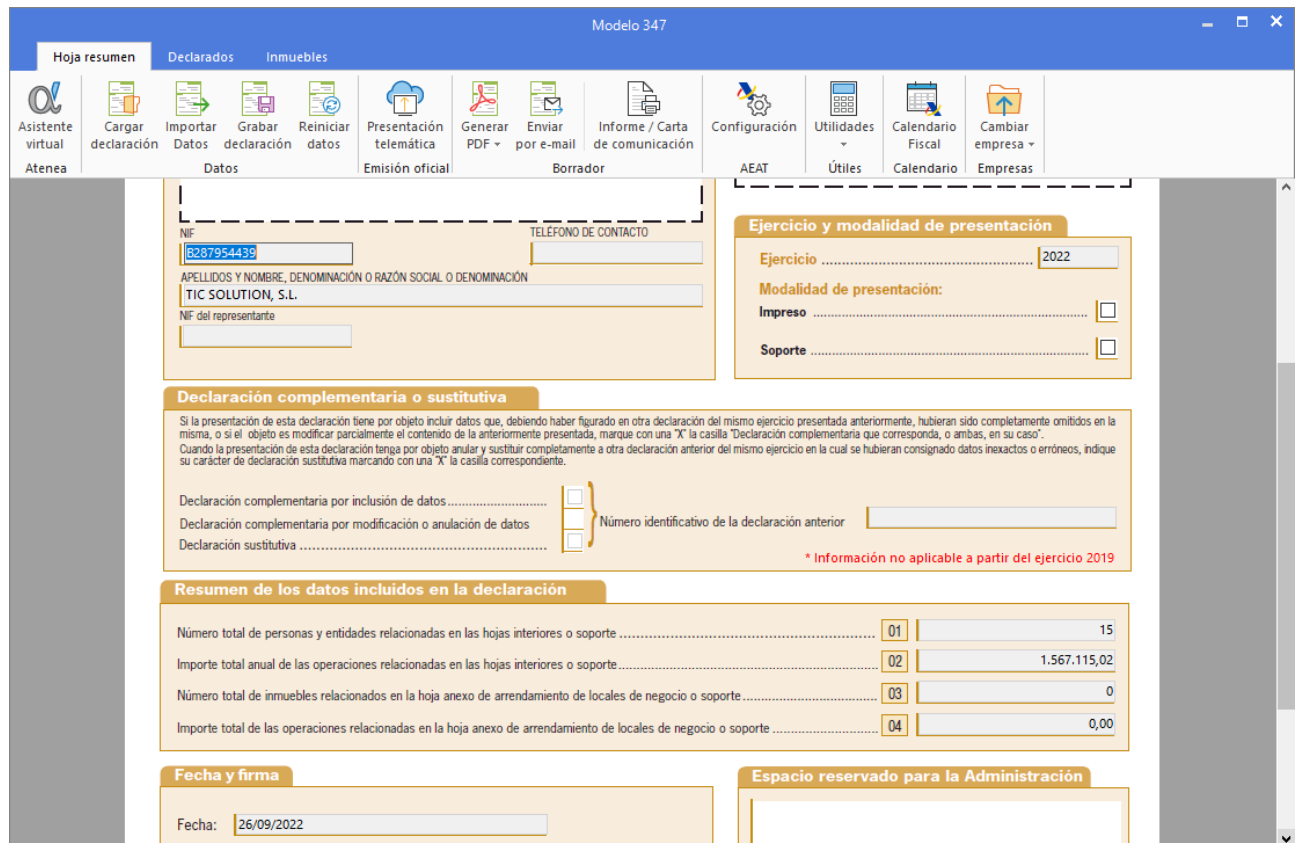 Modelo 347
Hoja resumen Declarados Inmuebles
Asistente virtual
Cargar declaración
Importar Datos
Grabar declaración
Reiniciar datos
Presentación telemática
Generar PDF
Enviar por e-mail
Informe / Carta de comunicación
Configuración
Utilidades
Calendario Fiscal
Cambiar empresa
Atenea Datos Emisión oficial Borrador AEAT Útiles Calendario Empresas
NIF TELÉFONO DE CONTACTO
B287954439
APELLIDOS Y NOMBRE, DENOMINACIÓN O RAZÓN SOCIAL O DENOMINACIÓN
TIC SOLUTION, S.L.
NIF del representante
Ejercicio y modalidad de presentación
Ejercicio 2022
Modalidad de presentación:
Impreso
Soporte
Declaración complementaria o sustitutiva
Si la presentación de esta declaración tiene por objeto incluir datos que, debiendo haber figurado en otra declaración del mismo ejercicio presentada anteriormente, hubieran sido completamente omitidos en la
misma, o si el objeto es modificar parcialmente el contenido de la anteriormente presentada, marque con una "X" la casilla "Declaración complementaria que corresponda, o ambas, en su caso".
Cuando la presentación de esta declaración tenga por objeto anular y sustituir completamente a otra declaración anterior del mismo ejercicio en la cual se hubieran consignado datos inexactos o erróneos, indique
su carácter de declaración sustitutiva marcando con una "X" la casilla correspondiente.
Declaración complementaria por inclusión de datos
Declaración complementaria por modificación o anulación de datos
Declaración sustitutiva
Número identificativo de la declaración anterior
* Información no aplicable a partir del ejercicio 2019
Resumen de los datos incluidos en la declaración
Número total de personas y entidades relacionadas en las hojas interiores o soporte 01 15
Importe total anual de las operaciones relacionadas en las hojas interiores o soporte 02 1.567.115,02
Número total de inmuebles relacionados en la hoja anexo de arrendamiento de locales de negocio o soporte 03 0
Importe total de las operaciones relacionadas en la hoja anexo de arrendamiento de locales de negocio o soporte 04 0,00
Fecha y firma
Fecha: 26/09/2022
Espacio reservado para la Administración